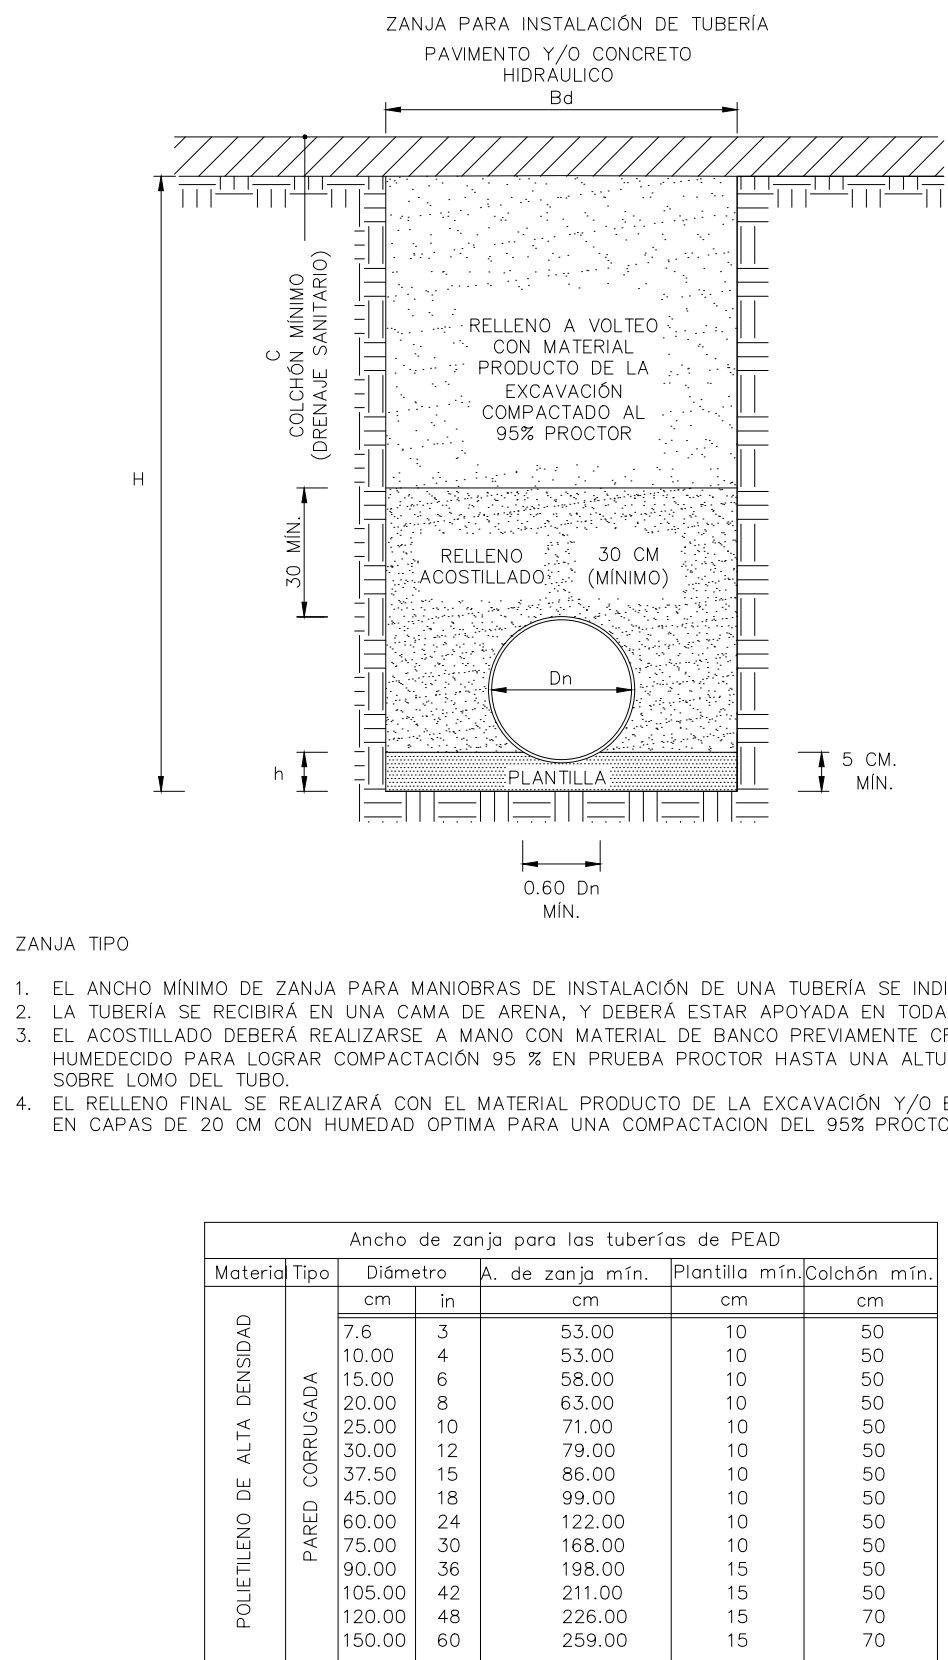 ZANJA PARA INSTALACIÓN DE TUBERÍA
PAVIMENTO Y/O CONCRETO
HIDRAULICO
Bd
C
COLCHÓN MÍNIMO
(DRENAJE SANITARIO)
RELLENO A VOLTEO
CON MATERIAL
PRODUCTO DE LA
EXCAVACIÓN
COMPACTADO AL
95% PROCTOR
H
30 MÍN.
RELLENO
ACOSTILLADO
30 CM
(MÍNIMO)
Dn
h
PLANTILLA
5 CM.
MÍN.
0.60 Dn
MÍN.
ZANJA TIPO
1. EL ANCHO MÍNIMO DE ZANJA PARA MANIOBRAS DE INSTALACIÓN DE UNA TUBERÍA SE INDI
2. LA TUBERÍA SE RECIBIRÁ EN UNA CAMA DE ARENA, Y DEBERÁ ESTAR APOYADA EN TODA
3. EL ACOSTILLADO DEBERÁ REALIZARSE A MANO CON MATERIAL DE BANCO PREVIAMENTE
HUMEDECIDO PARA LOGRAR COMPACTACIÓN 95 % EN PRUEBA PROCTOR HASTA UNA ALTU
SOBRE LOMO DEL TUBO.
4. EL RELLENO FINAL SE REALIZARÁ CON EL MATERIAL PRODUCTO DE LA EXCAVACIÓN Y/O
EN CAPAS DE 20 CM CON HUMEDAD OPTIMA PARA UNA COMPACTACION DEL 95% PROCTO
Ancho de zanja para las tuberías de PEAD
Material Tipo Diámetro A. de zanja mín. Plantilla mín. Colchón mín.
cm in cm cm cm
POLIETILENO DE ALTA DENSIDAD
PARED CORRUGADA
7.6 3 53.00 10 50
10.00 4 53.00 10 50
15.00 6 58.00 10 50
20.00 8 63.00 10 50
25.00 10 71.00 10 50
30.00 12 79.00 10 50
37.50 15 86.00 10 50
45.00 18 99.00 10 50
60.00 24 122.00 10 50
75.00 30 168.00 10 50
90.00 36 198.00 15 50
105.00 42 211.00 15 50
120.00 48 226.00 15 70
150.00 60 259.00 15 70